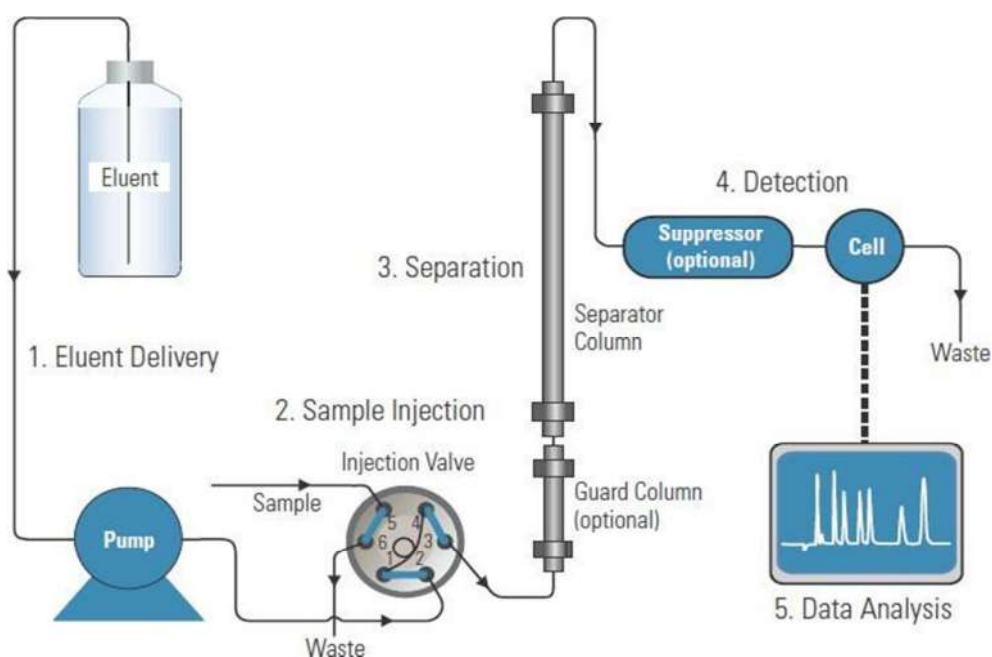 Eluent
1. Eluent Delivery
Pump
2. Sample Injection
Injection Valve
Sample
5
4
6
3
1
2
Waste
3. Separation
Separator
Column
Guard Column
(optional)
4. Detection
Suppressor
(optional)
Cell
Waste
5. Data Analysis